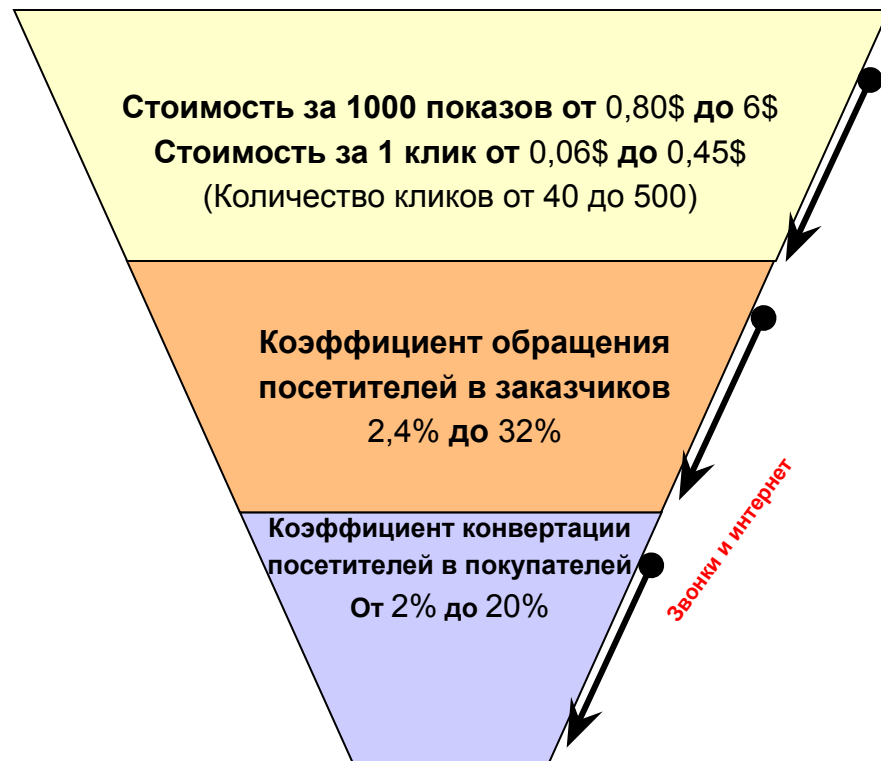 Стоимость за 1000 показов от 0,80$ до 6$
Стоимость за 1 клик от 0,06$ до 0,45$
(Количество кликов от 40 до 500)
Коэффициент обращения
посетителей в заказчиков
2,4% до 32%
Коэффициент конвертации
посетителей в покупателей
От 2% до 20%
Звонки и интернет